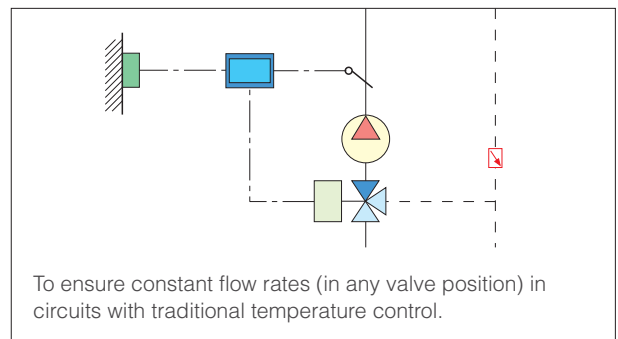 To ensure constant flow rates (in any valve position) in
circuits with traditional temperature control.